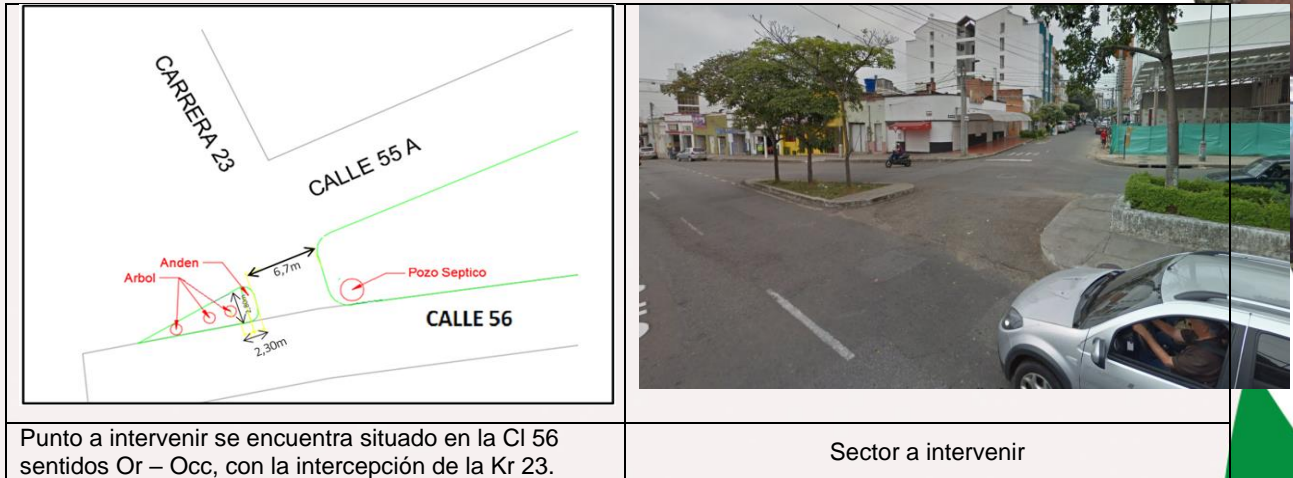 CARRERA 23
CALLE 55 A
6,7m
Anden
Arbol
Pozo Septico
2,30m
CALLE 56
Punto a intervenir se encuentra situado en la Cl 56
sentidos Or – Occ, con la intercepción de la Kr 23.
Sector a intervenir